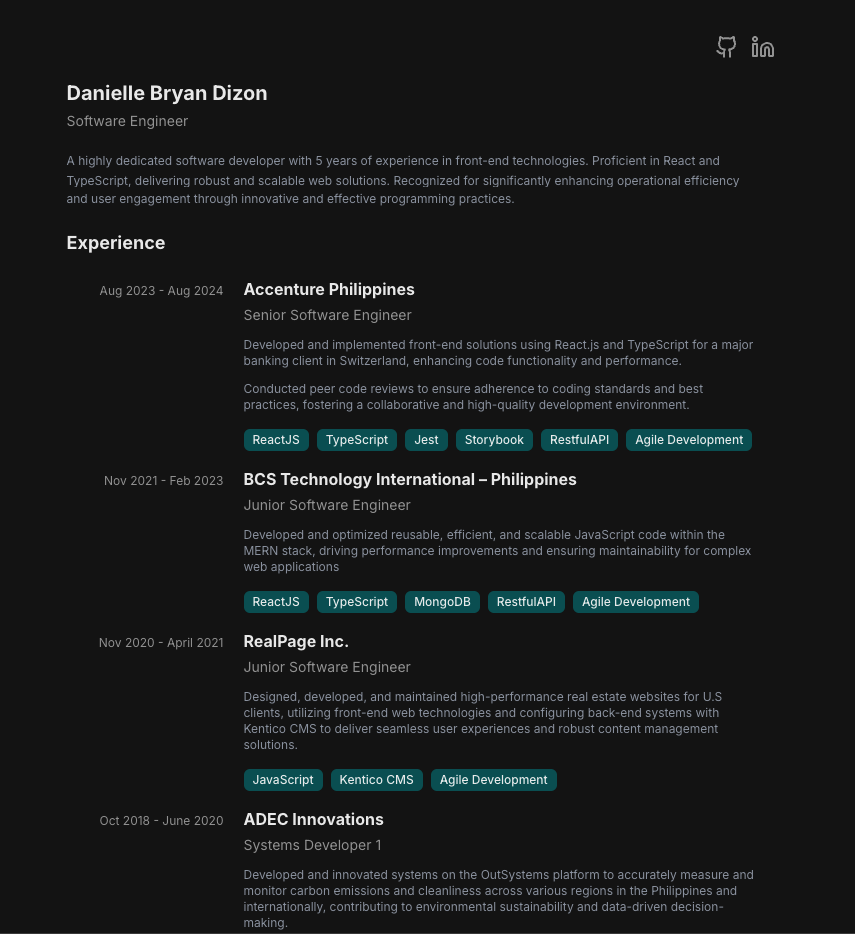 Danielle Bryan Dizon
Software Engineer
A highly dedicated software developer with 5 years of experience in front-end technologies. Proficient in React and
TypeScript, delivering robust and scalable web solutions. Recognized for significantly enhancing operational efficiency
and user engagement through innovative and effective programming practices.
Experience
Aug 2023 - Aug 2024
Accenture Philippines
Senior Software Engineer
Developed and implemented front-end solutions using React.js and TypeScript for a major
banking client in Switzerland, enhancing code functionality and performance.
Conducted peer code reviews to ensure adherence to coding standards and best
practices, fostering a collaborative and high-quality development environment.
ReactJS TypeScript Jest Storybook RestfulAPI Agile Development
Nov 2021 - Feb 2023
BCS Technology International – Philippines
Junior Software Engineer
Developed and optimized reusable, efficient, and scalable JavaScript code within the
MERN stack, driving performance improvements and ensuring maintainability for complex
web applications
ReactJS TypeScript MongoDB RestfulAPI Agile Development
Nov 2020 - April 2021
RealPage Inc.
Junior Software Engineer
Designed, developed, and maintained high-performance real estate websites for U.S
clients, utilizing front-end web technologies and configuring back-end systems with
Kentico CMS to deliver seamless user experiences and robust content management
solutions.
JavaScript Kentico CMS Agile Development
Oct 2018 - June 2020
ADEC Innovations
Systems Developer 1
Developed and innovated systems on the OutSystems platform to accurately measure and
monitor carbon emissions and cleanliness across various regions in the Philippines and
internationally, contributing to environmental sustainability and data-driven decision-
making.